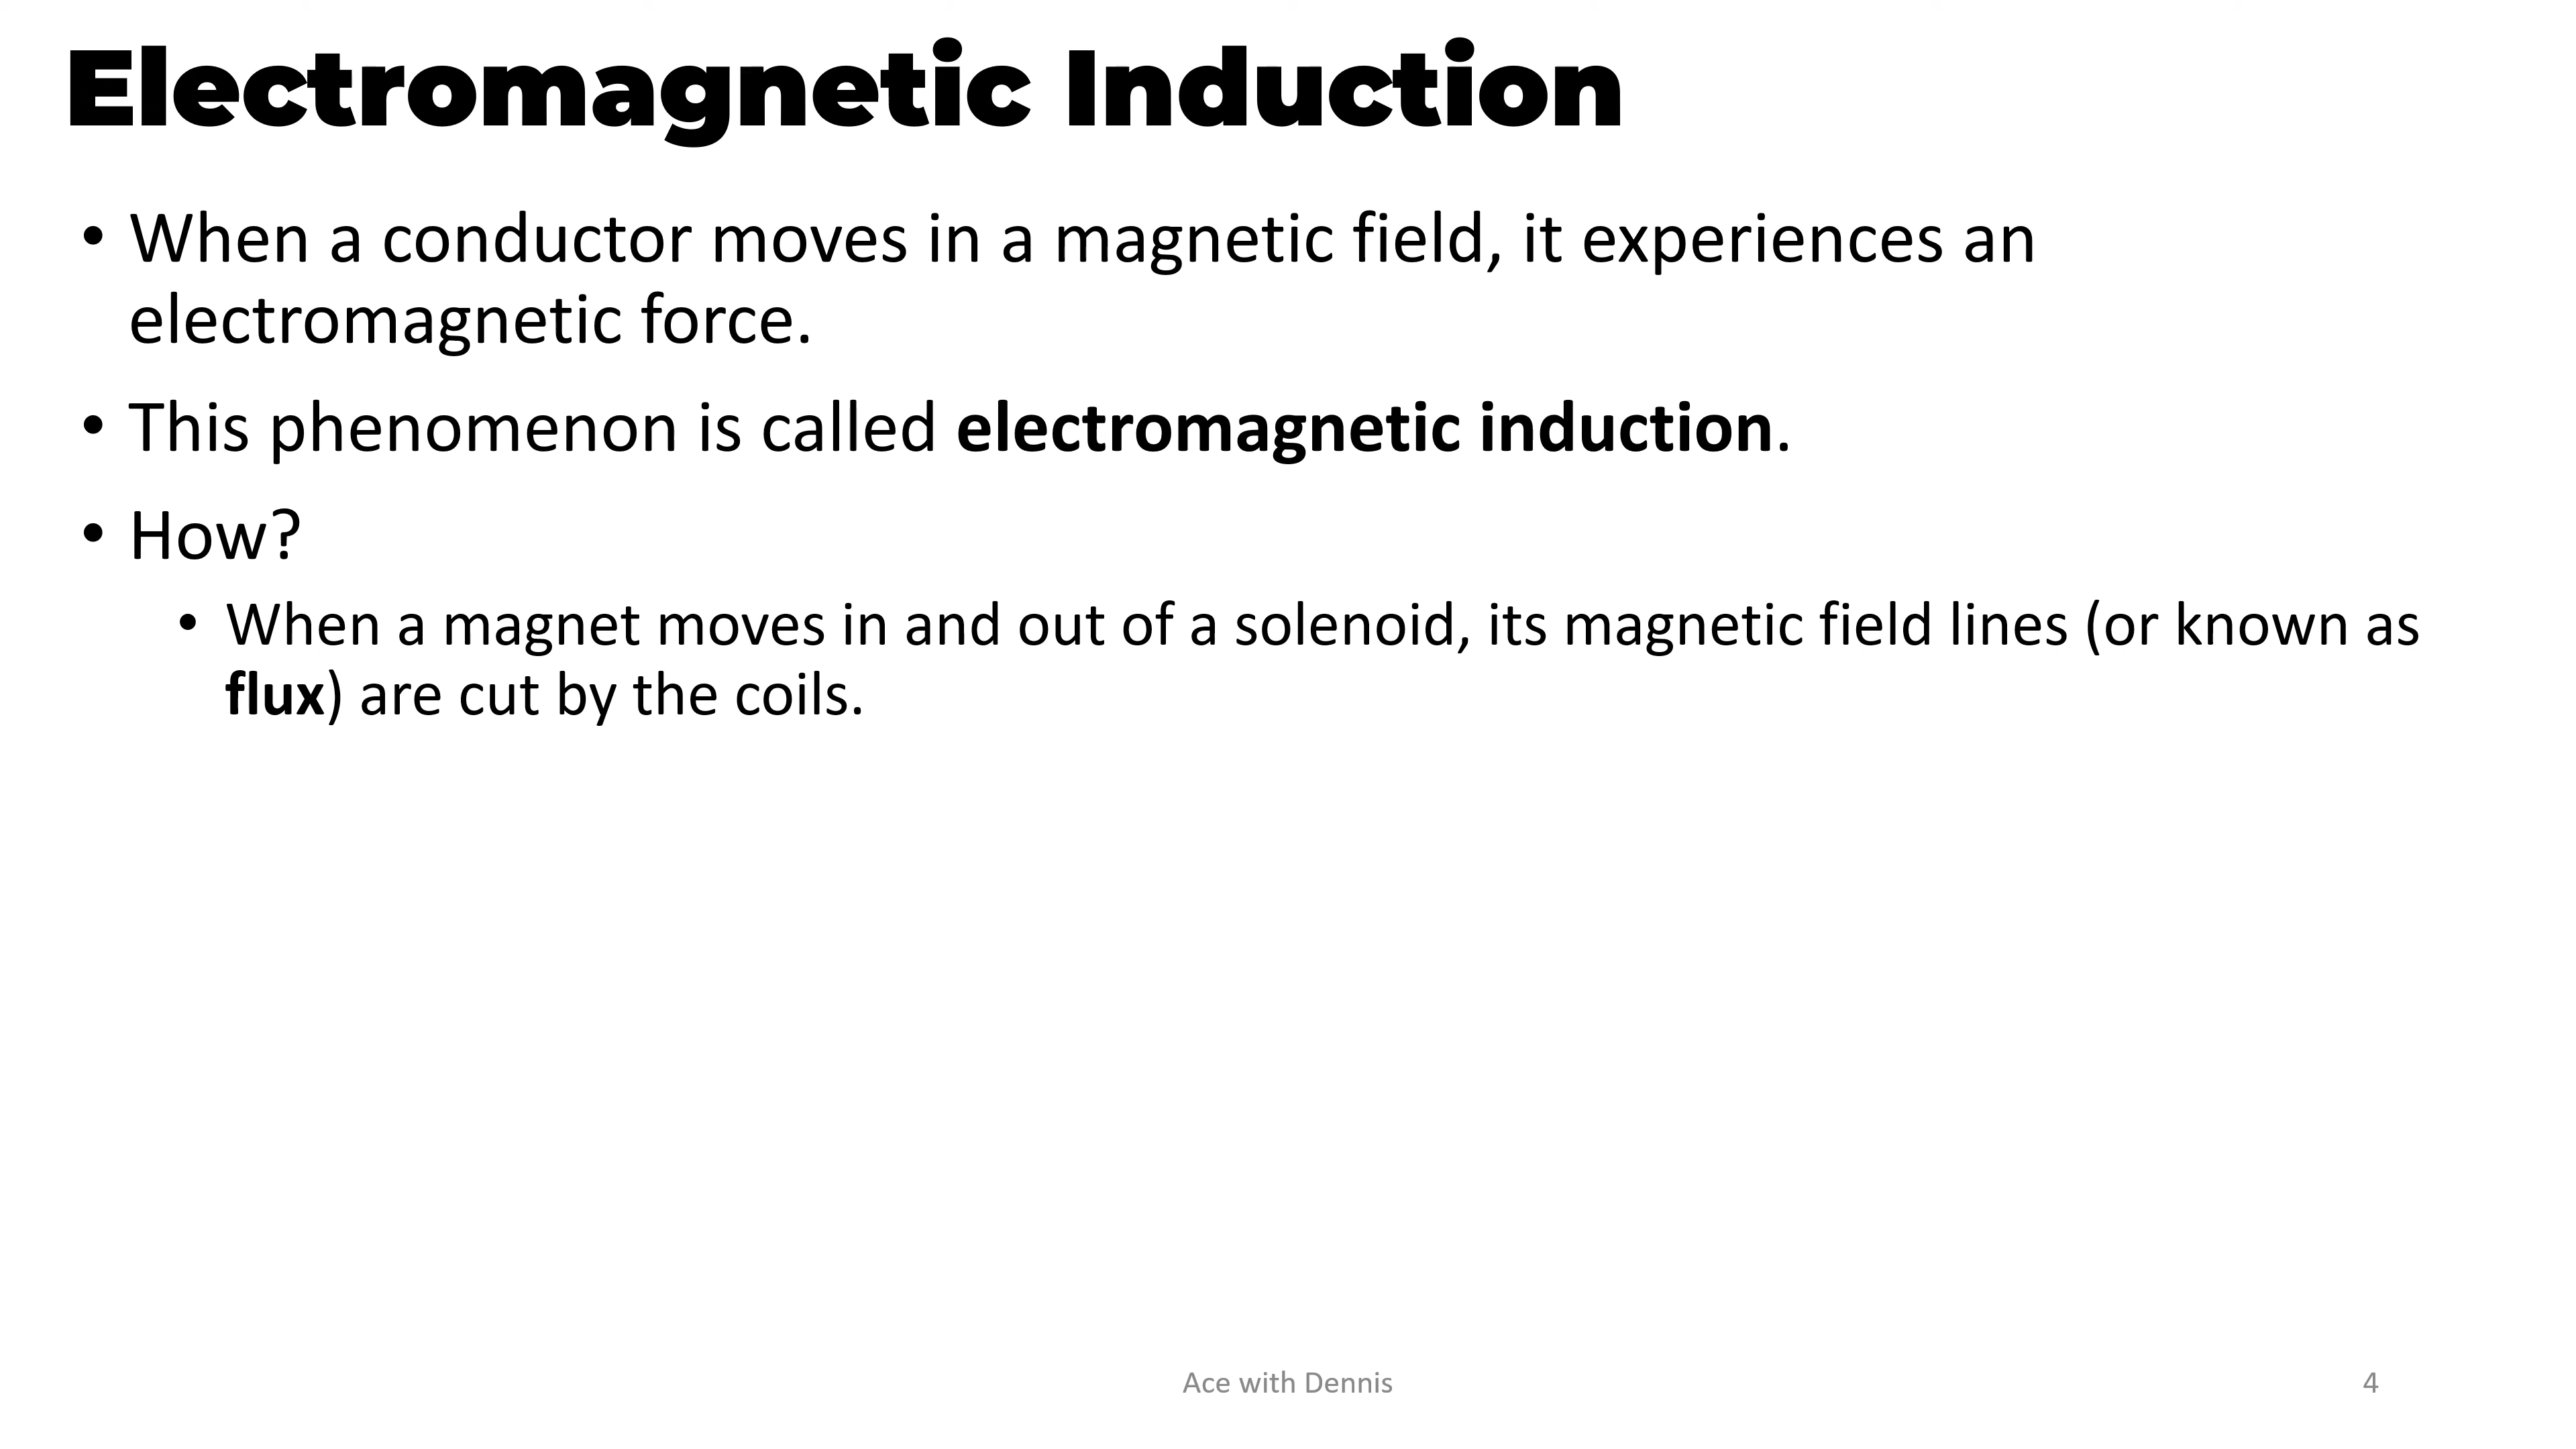 Electromagnetic Induction
• When a conductor moves in a magnetic field, it experiences an
electromagnetic force.
• This phenomenon is called electromagnetic induction.
• How?
• When a magnet moves in and out of a solenoid, its magnetic field lines (or known as
flux) are cut by the coils.
Ace with Dennis
4